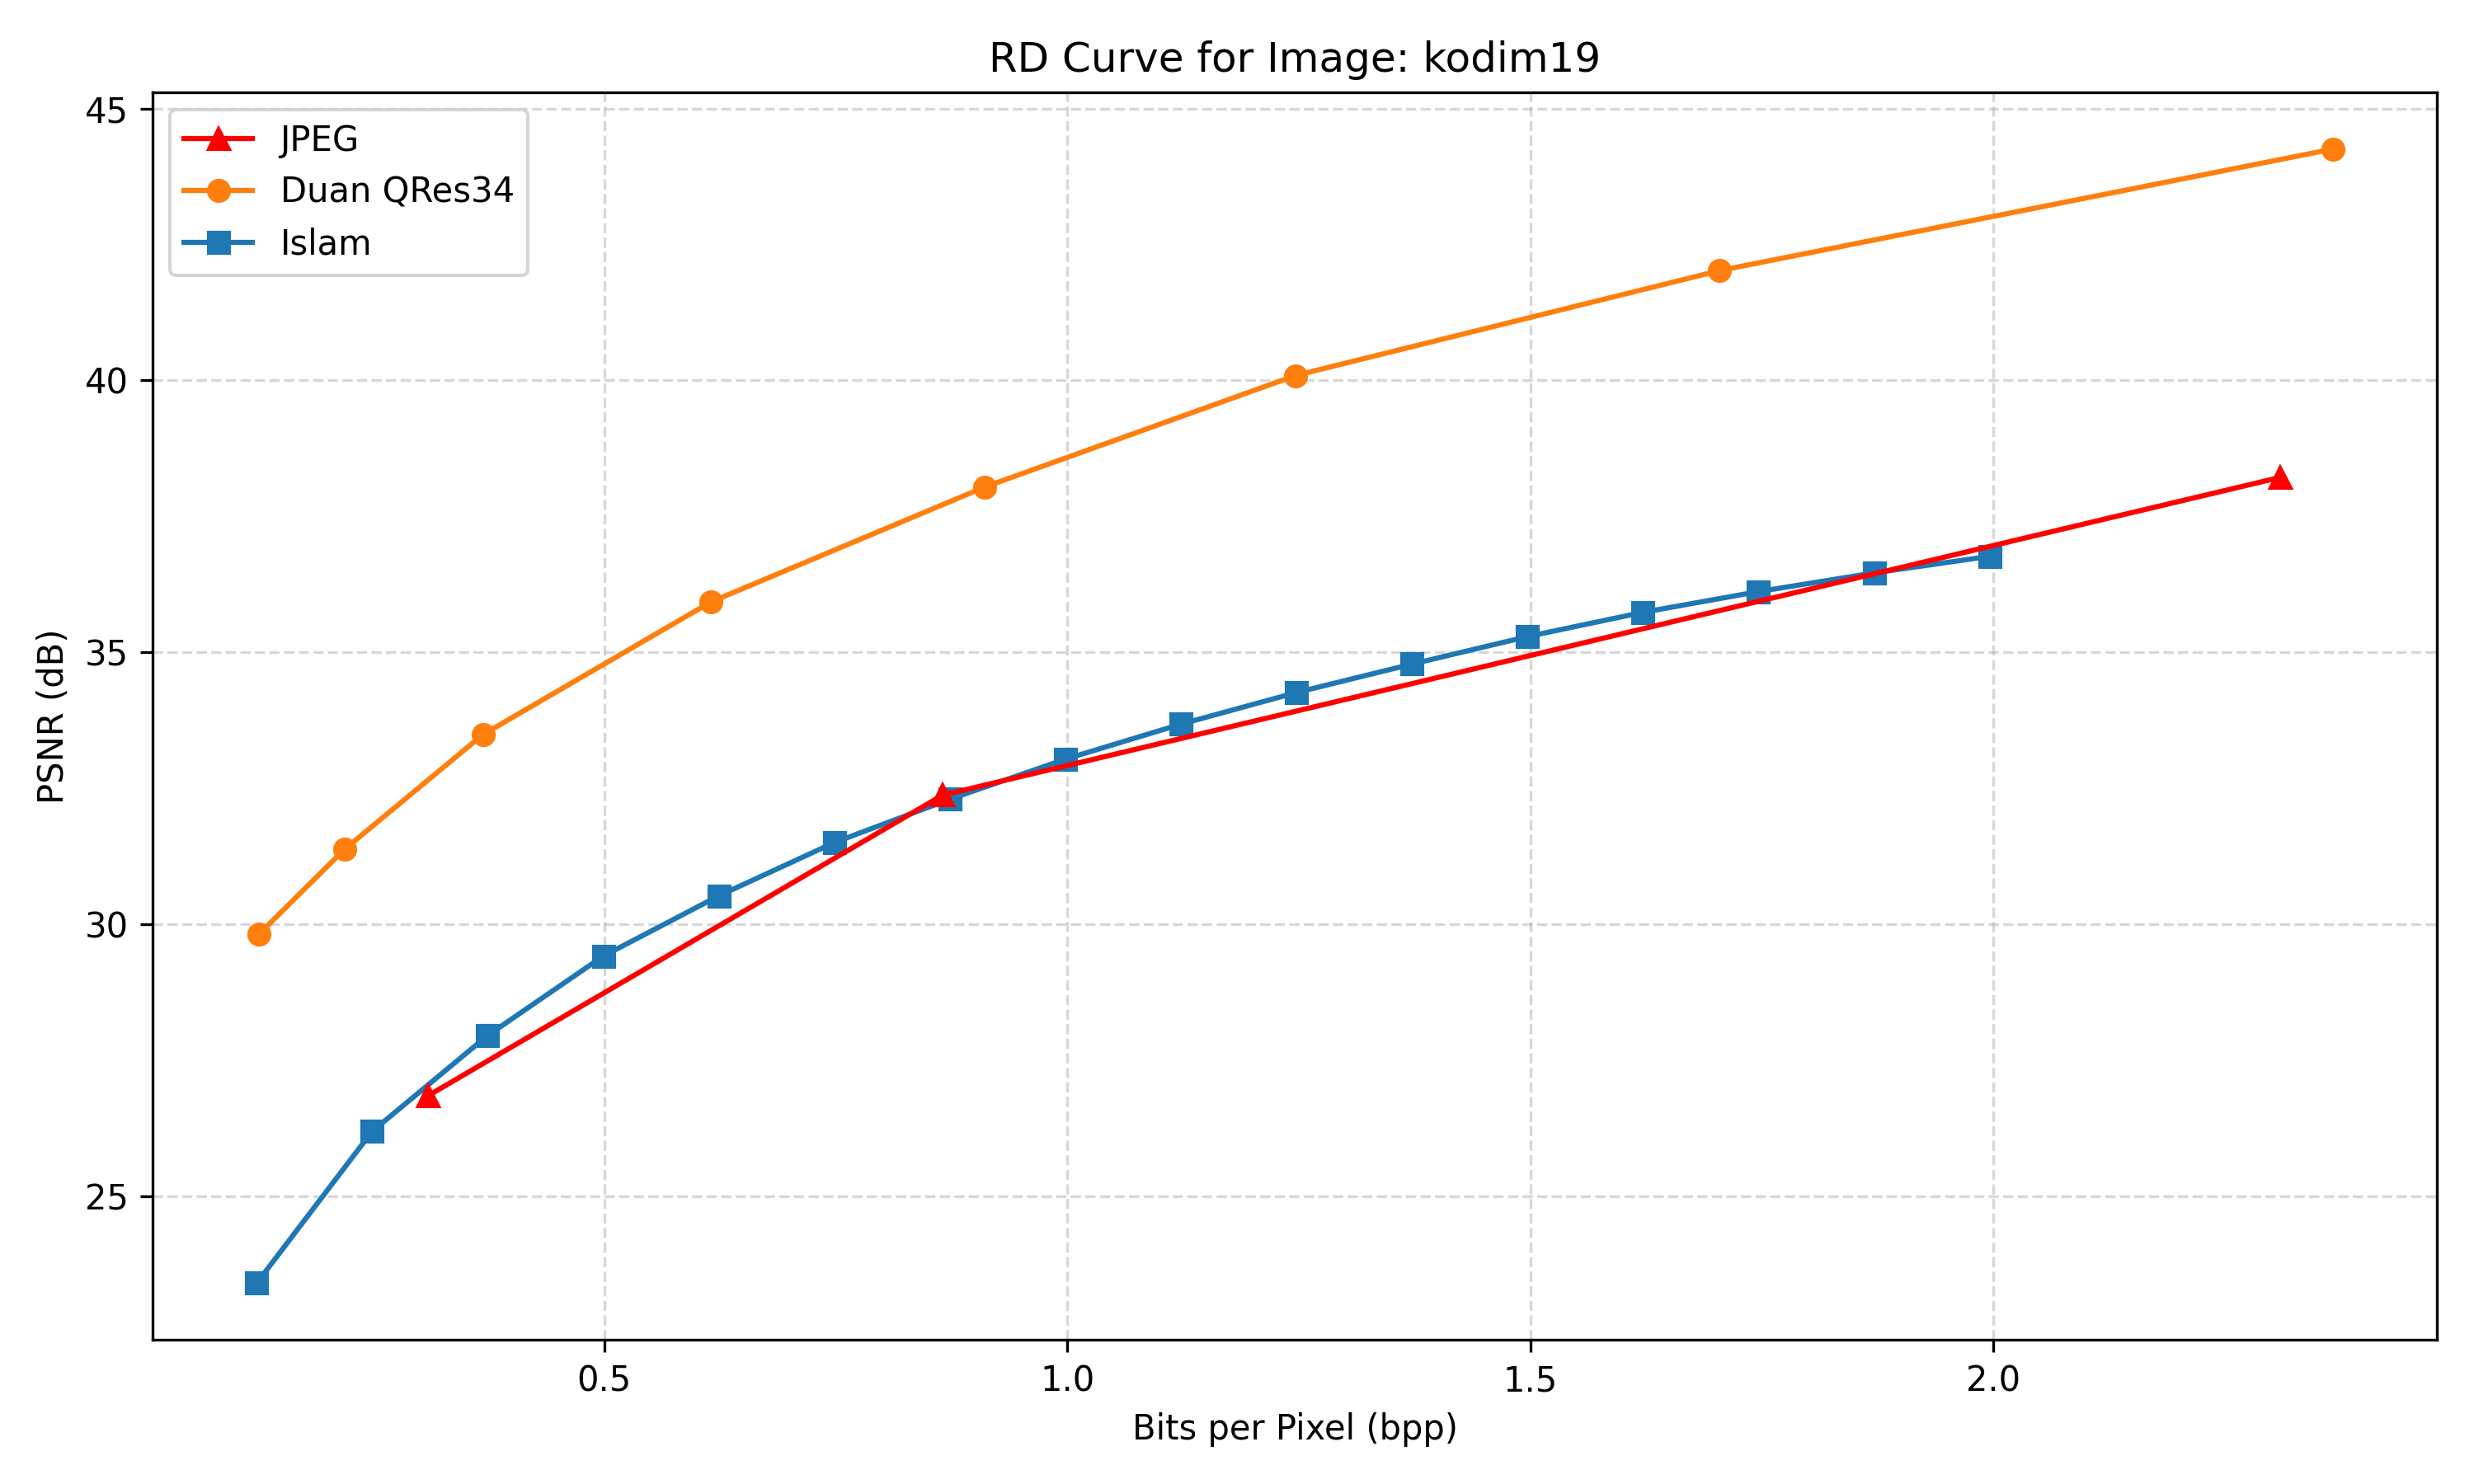 RD Curve for Image: kodim19
JPEG
Duan QRes34
Islam
PSNR (dB)
45
40
35
30
25
0.5
1.0
1.5
2.0
Bits per Pixel (bpp)